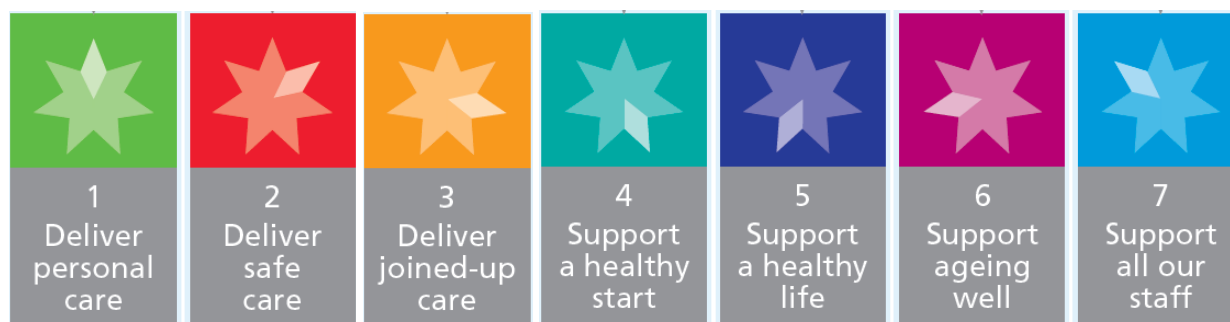 1
Deliver
personal
care
2
Deliver
safe
care
3
Deliver
joined-up
care
4
Support
a healthy
start
5
Support
a healthy
life
6
Support
ageing
well
7
Support
all our
staff